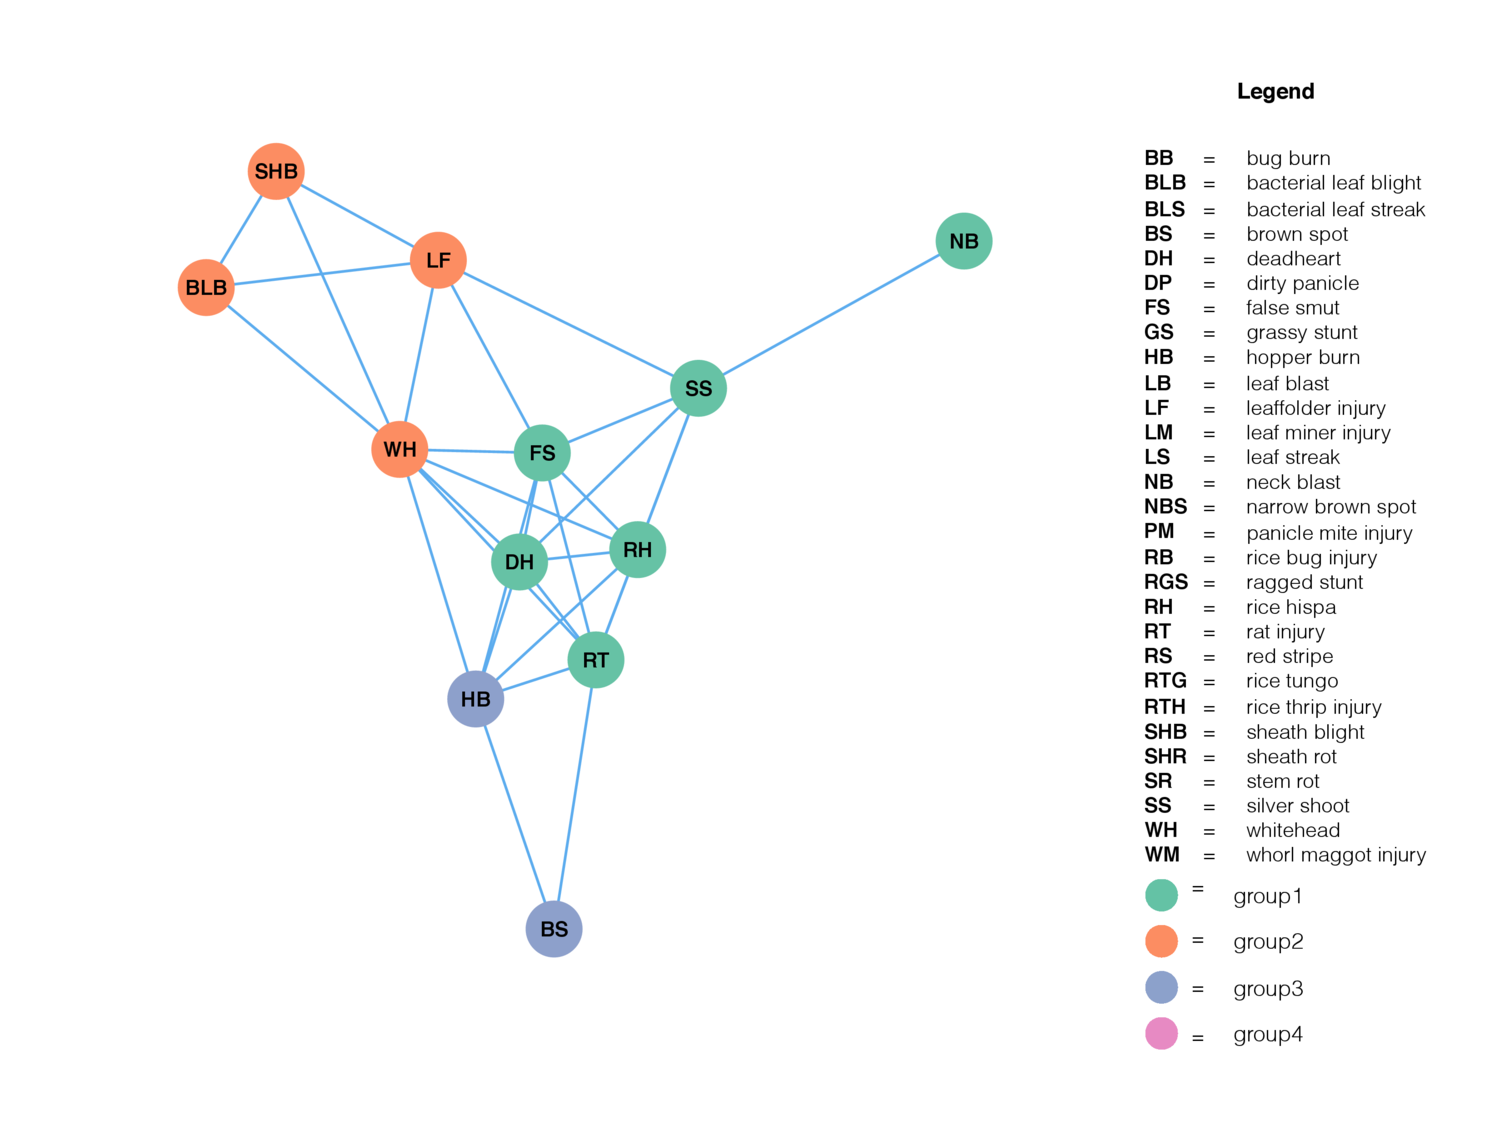 Legend
SHB
LF
BLB
NB
SS
WH
FS
DH
RH
RT
HB
BS
BB = bug burn
BLB = bacterial leaf blight
BLS = bacterial leaf streak
BS = brown spot
DH = deadheart
DP = dirty panicle
FS = false smut
GS = grassy stunt
HB = hopper burn
LB = leaf blast
LF = leaffolder injury
LM = leaf miner injury
LS = leaf streak
NB = neck blast
NBS = narrow brown spot
PM = panicle mite injury
RB = rice bug injury
RGS = ragged stunt
RH = rice hispa
RT = rat injury
RS = red stripe
RTG = rice tungo
RTH = rice thrip injury
SHB = sheath blight
SHR = sheath rot
SR = stem rot
SS = silver shoot
WH = whitehead
WM = whorl maggot injury
= group1
= group2
= group3
= group4